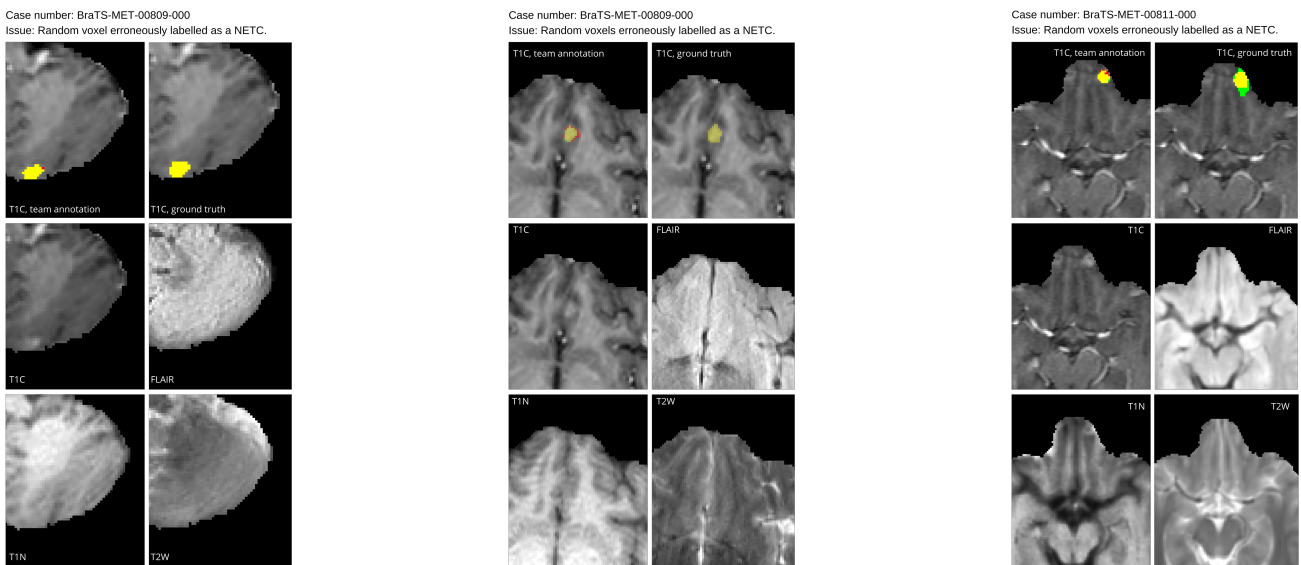 Case number: BraTS-MET-00809-000
Issue: Random voxel erroneously labelled as a NETC.
T1C, team annotation
T1C, ground truth
T1C
FLAIR
T1N
T2W
Case number: BraTS-MET-00809-000
Issue: Random voxels erroneously labelled as a NETC.
T1C, team annotation
T1C, ground truth
T1C
FLAIR
T1N
T2W
Case number: BraTS-MET-00811-000
Issue: Random voxels erroneously labelled as a NETC.
T1C, team annotation
T1C, ground truth
T1C
FLAIR
T1N
T2W